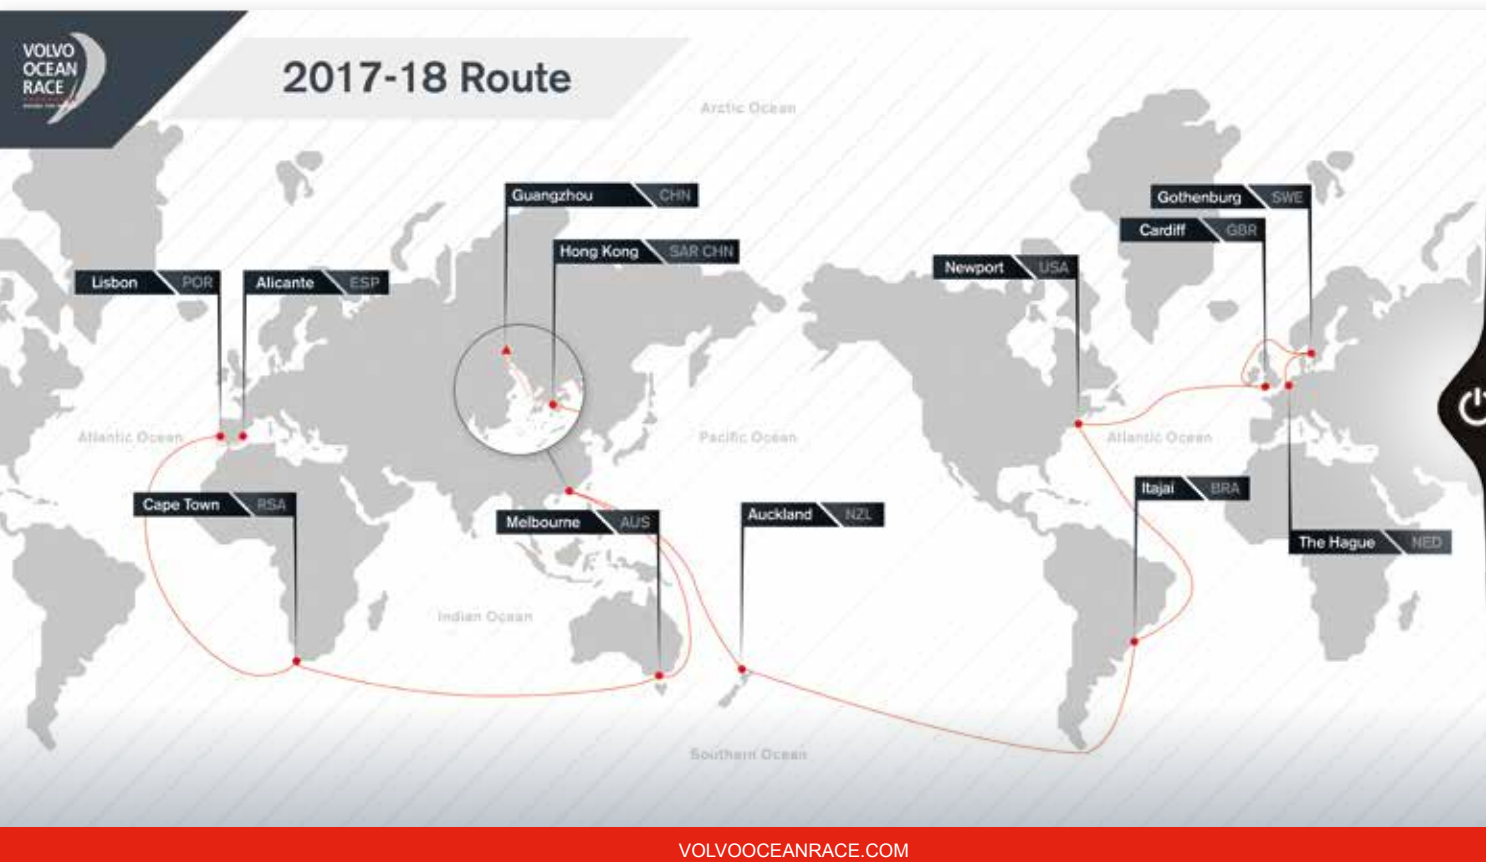 VOLVO
OCEAN
RACE
2017-18 Route
Arctic Ocean
Guangzhou CHN
Gothenburg SWE
Cardiff GBR
Hong Kong SAR CHN
Newport USA
Lisbon POR
Alicante ESP
Atlantic Ocean
Pacific Ocean
Atlantic Ocean
Itajaí BRA
Cape Town RSA
Melbourne AUS
Auckland NZL
The Hague NED
Indian Ocean
Southern Ocean
VOLVOOCEANRACE.COM